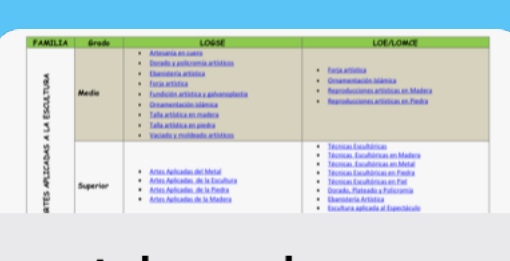 FAMILIA Grado LOGSE LOE/LOMCE
RTES APLICADAS A LA ESCULTURA
Medio
Artesanía en cuero
Dorado y policromía artísticos
Ebanistería artística
Forja artística
Fundición artística y galvanoplastia
Ornamentación islámica
Talla artística en madera
Talla artística en piedra
Vaciado y moldeado artísticos
Forja artística
Ornamentación islámica
Reproducciones artísticas en Madera
Reproducciones artísticas en Piedra
Superior
Artes Aplicadas del Metal
Artes Aplicadas de la Escultura
Artes Aplicadas de la Piedra
Artes Aplicadas de la Madera
Técnicas Escultóricas
Técnicas Escultóricas en Madera
Técnicas Escultóricas en Metal
Técnicas Escultóricas en Piedra
Técnicas Escultóricas en Piel
Dorado, Plateado y Policromía
Ebanistería Artística
Escultura aplicada al Espectáculo